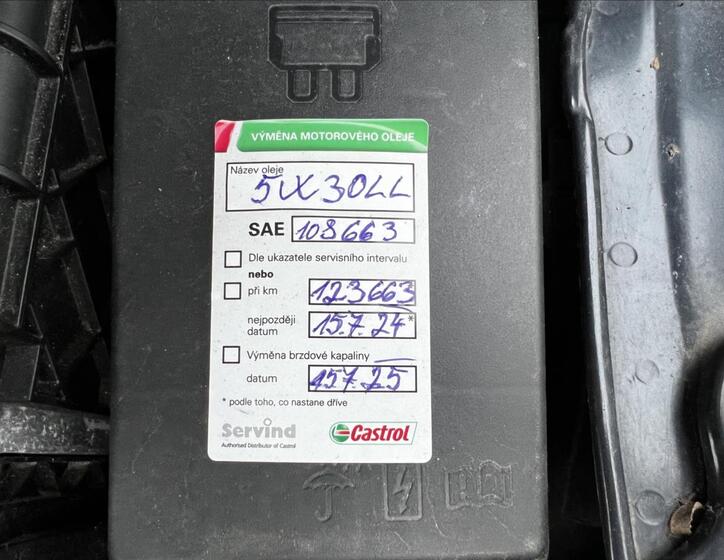 VÝMĚNA MOTOROVÉHO OLEJE
Název oleje
5W30LL
SAE 108663
Dle ukazatele servisního intervalu
nebo
při km 123663
nejpozději
datum 15.7.24*
Výměna brzdové kapaliny
datum 15.7.25
* podle toho, co nastane dříve
Servind
Authorised Distributor of Castrol
Castrol